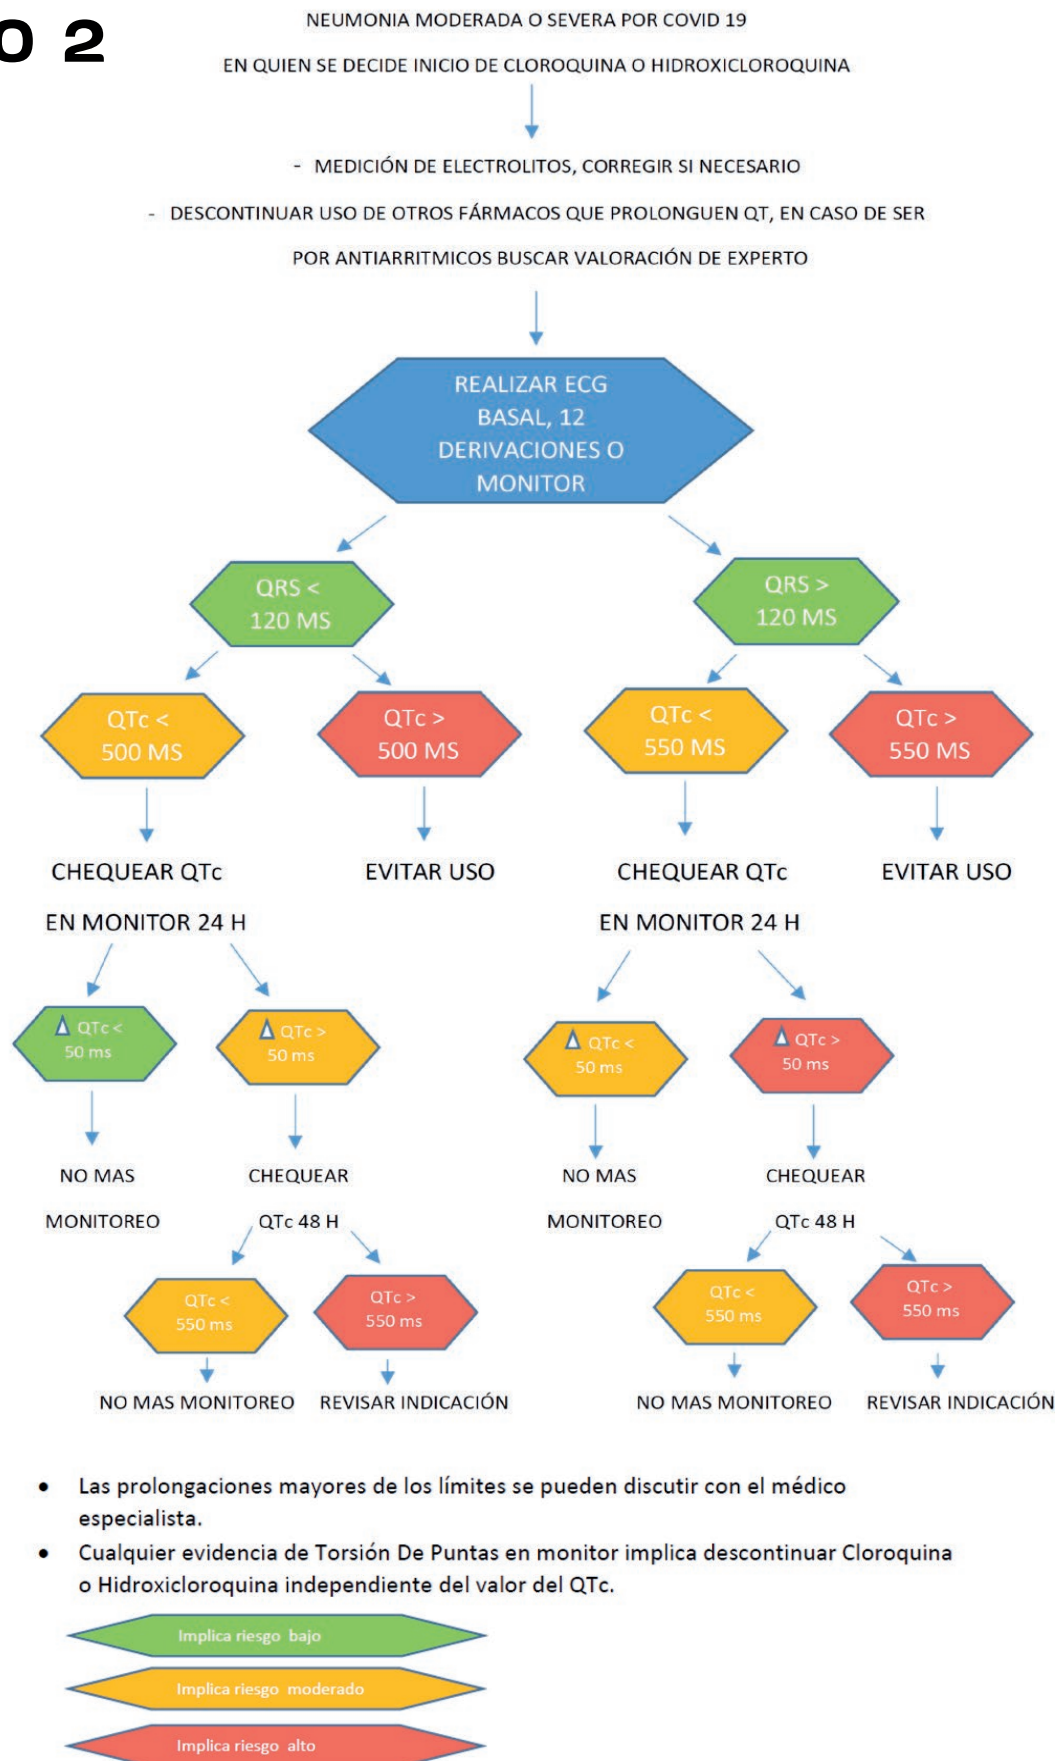 O 2
NEUMONIA MODERADA O SEVERA POR COVID 19
EN QUIEN SE DECIDE INICIO DE CLOROQUINA O HIDROXICLOROQUINA
- MEDICIÓN DE ELECTROLITOS, CORREGIR SI NECESARIO
- DESCONTINUAR USO DE OTROS FÁRMACOS QUE PROLONGUEN QT, EN CASO DE SER
POR ANTIARRITMICOS BUSCAR VALORACIÓN DE EXPERTO
REALIZAR ECG
BASAL, 12
DERIVACIONES O
MONITOR
QRS <
120 MS
QRS >
120 MS
QTc <
500 MS
QTc >
500 MS
QTc <
550 MS
QTc >
550 MS
CHEQUEAR QTc
EN MONITOR 24 H
EVITAR USO
CHEQUEAR QTc
EN MONITOR 24 H
EVITAR USO
Δ QTc <
50 ms
Δ QTc >
50 ms
Δ QTc <
50 ms
Δ QTc >
50 ms
NO MAS
MONITOREO
CHEQUEAR
QTc 48 H
NO MAS
MONITOREO
CHEQUEAR
QTc 48 H
QTc <
550 ms
QTc >
550 ms
QTc <
550 ms
QTc >
550 ms
NO MAS MONITOREO
REVISAR INDICACIÓN
NO MAS MONITOREO
REVISAR INDICACIÓN
• Las prolongaciones mayores de los límites se pueden discutir con el médico
especialista.
• Cualquier evidencia de Torsión De Puntas en monitor implica descontinuar Cloroquina
o Hidroxicloroquina independiente del valor del QTc.
Implica riesgo bajo
Implica riesgo moderado
Implica riesgo alto